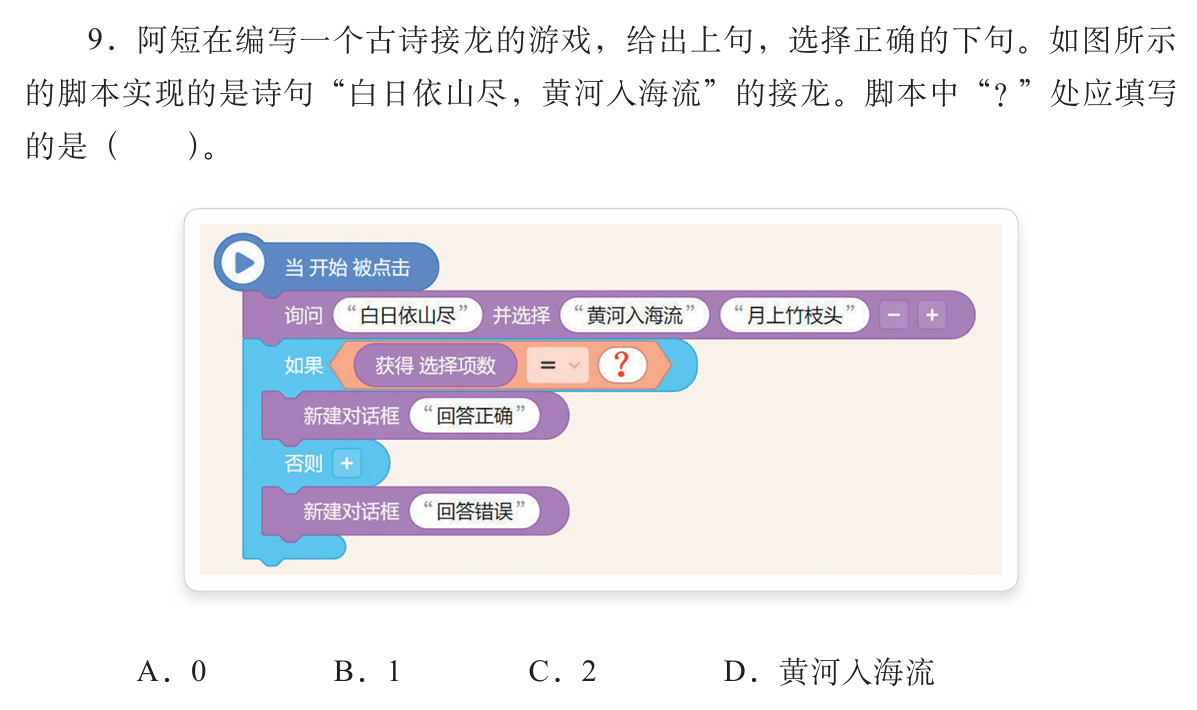 9．阿短在编写一个古诗接龙的游戏，给出上句，选择正确的下句。如图所示
的脚本实现的是诗句“白日依山尽，黄河入海流”的接龙。脚本中“？”处应填写
的是（　　）。
当 开始 被点击
询问 “白日依山尽” 并选择 “黄河入海流” “月上竹枝头” － ＋
如果 获得 选择项数 = ？
新建对话框 “回答正确”
否则 ＋
新建对话框 “回答错误”
A．0 B．1 C．2 D．黄河入海流